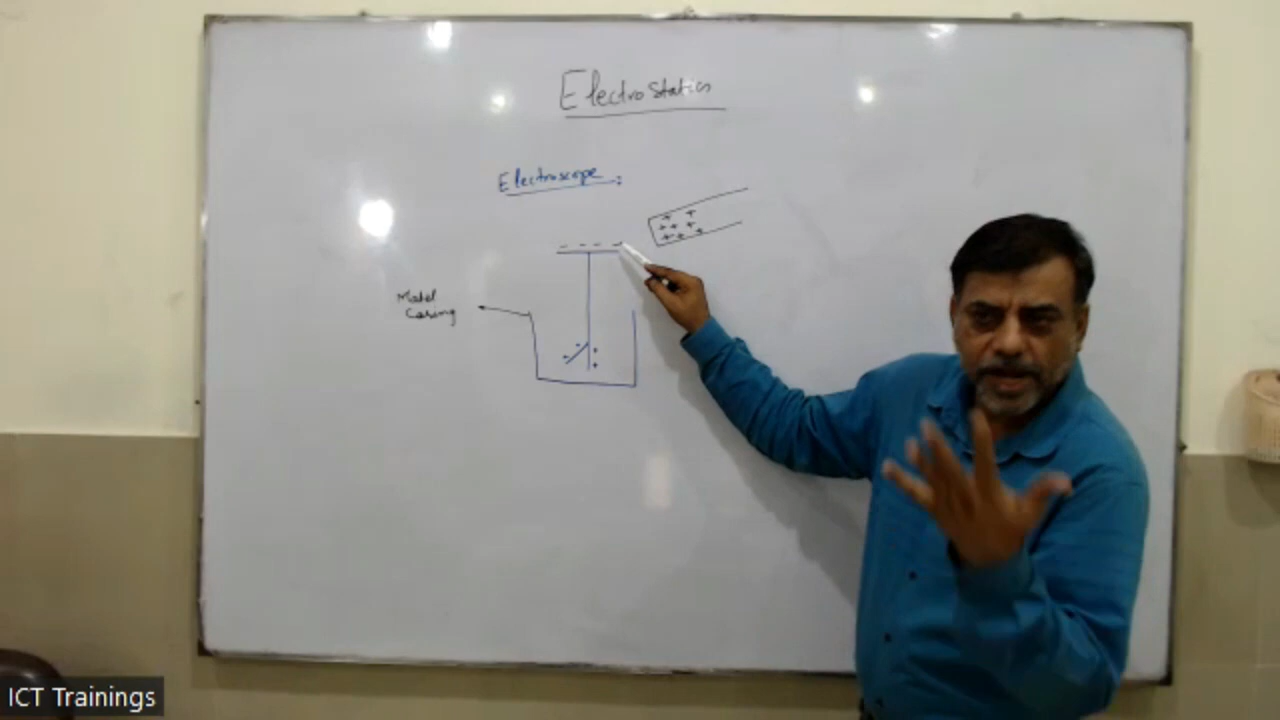 Electrostatics
Electroscope :
+ +
+ + +
+ + +
- - - -
Metal
Casing
ICT Trainings